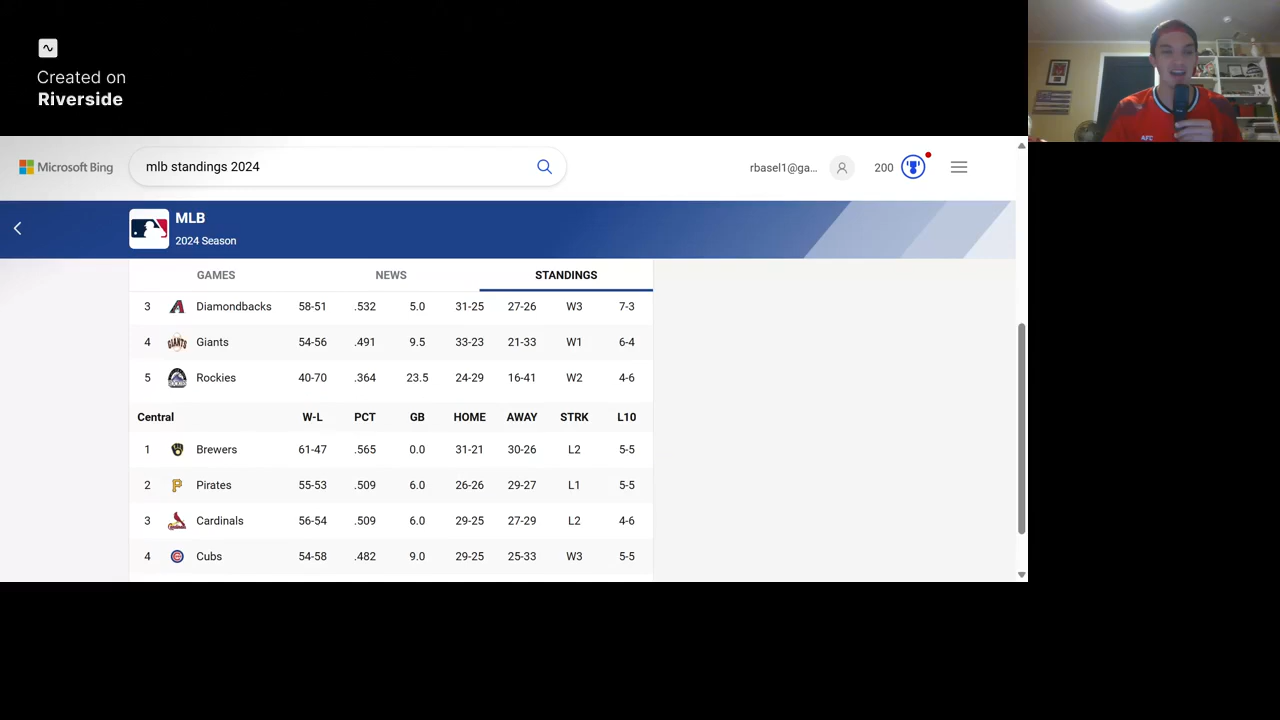 Created on
Riverside
Microsoft Bing
mlb standings 2024
rbasel1@ga...
200
MLB
2024 Season
GAMES NEWS STANDINGS
3 Diamondbacks 58-51 .532 5.0 31-25 27-26 W3 7-3
4 GIANTS Giants 54-56 .491 9.5 33-23 21-33 W1 6-4
5 Rockies 40-70 .364 23.5 24-29 16-41 W2 4-6
Central W-L PCT GB HOME AWAY STRK L10
1 Brewers 61-47 .565 0.0 31-21 30-26 L2 5-5
2 P Pirates 55-53 .509 6.0 26-26 29-27 L1 5-5
3 Cardinals 56-54 .509 6.0 29-25 27-29 L2 4-6
4 Cubs 54-58 .482 9.0 29-25 25-33 W3 5-5